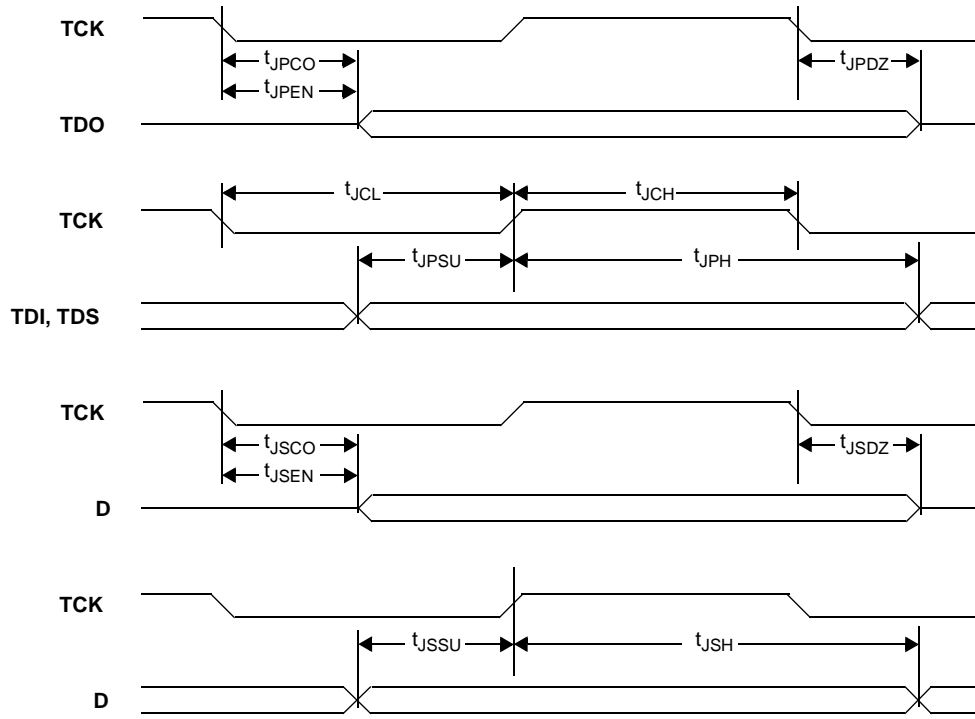 TCK
tJPCO
tJPDZ
tJPEN
TDO
tJCL
tJCH
TCK
tJPSU
tJPH
TDI, TDS
TCK
tJSCO
tJSDZ
tJSEN
D
TCK
tJSSU
tJSH
D